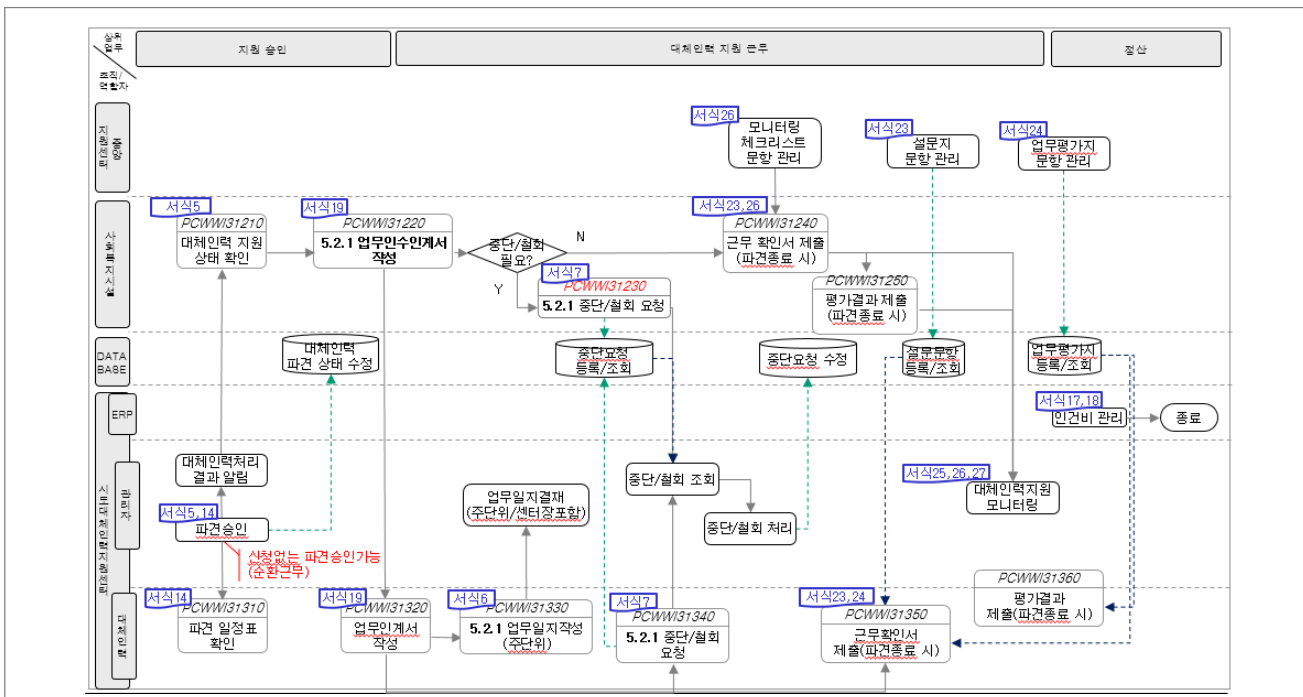 상위
업무
조직/
역할자
지원 승인
대체인력 지원 근무
정산
중앙
지원센터
서식26
모니터링
체크리스트
문항 관리
서식23
설문지
문항 관리
서식24
업무평가지
문항 관리
사회복지시설
서식5
PCWWI31210
대체인력 지원
상태 확인
서식19
PCWWI31220
5.2.1 업무인수인계서
작성
중단/철회
필요?
N
Y
서식7
PCWWI31230
5.2.1 중단/철회 요청
서식23,26
PCWWI31240
근무 확인서 제출
(파견종료 시)
PCWWI31250
평가결과 제출
(파견종료 시)
DATA
BASE
대체인력
파견 상태 수정
중단요청
등록/조회
중단요청 수정
설문문항
등록/조회
업무평가지
등록/조회
시도대체인력지원센터
ERP
서식17,18
인건비 관리
종료
관리자
대체인력처리
결과 알림
서식5,14
파견승인
신청없는 파견승인가능
(순환근무)
업무일지결재
(주단위/센터장포함)
중단/철회 조회
중단/철회 처리
서식25,26,27
대체인력지원
모니터링
대체인력
서식14
PCWWI31310
파견 일정표
확인
서식19
PCWWI31320
업무인계서
작성
서식6
PCWWI31330
5.2.1 업무일지작성
(주단위)
서식7
PCWWI31340
5.2.1 중단/철회
요청
서식23,24
PCWWI31350
근무확인서
제출(파견종료 시)
PCWWI31360
평가결과
제출(파견종료 시)